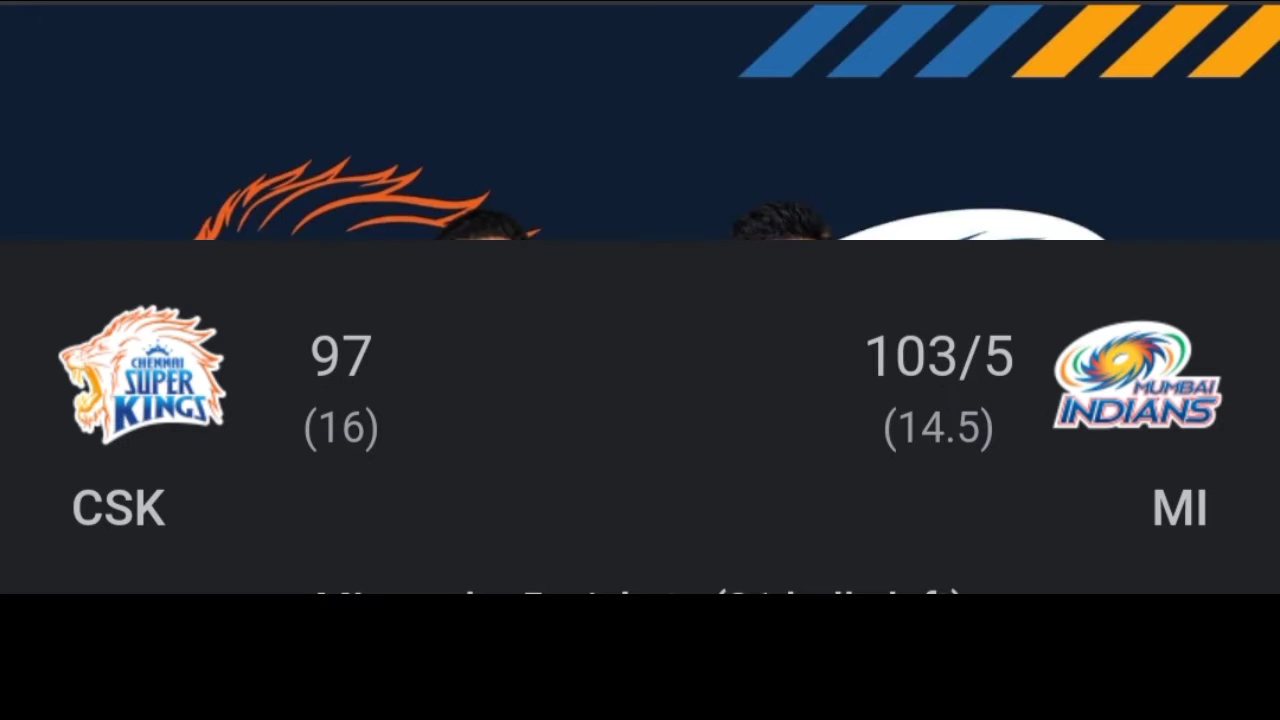 CHENNAI
SUPER
KINGS
97
(16)
103/5
(14.5)
MUMBAI
INDIANS
CSK
MI